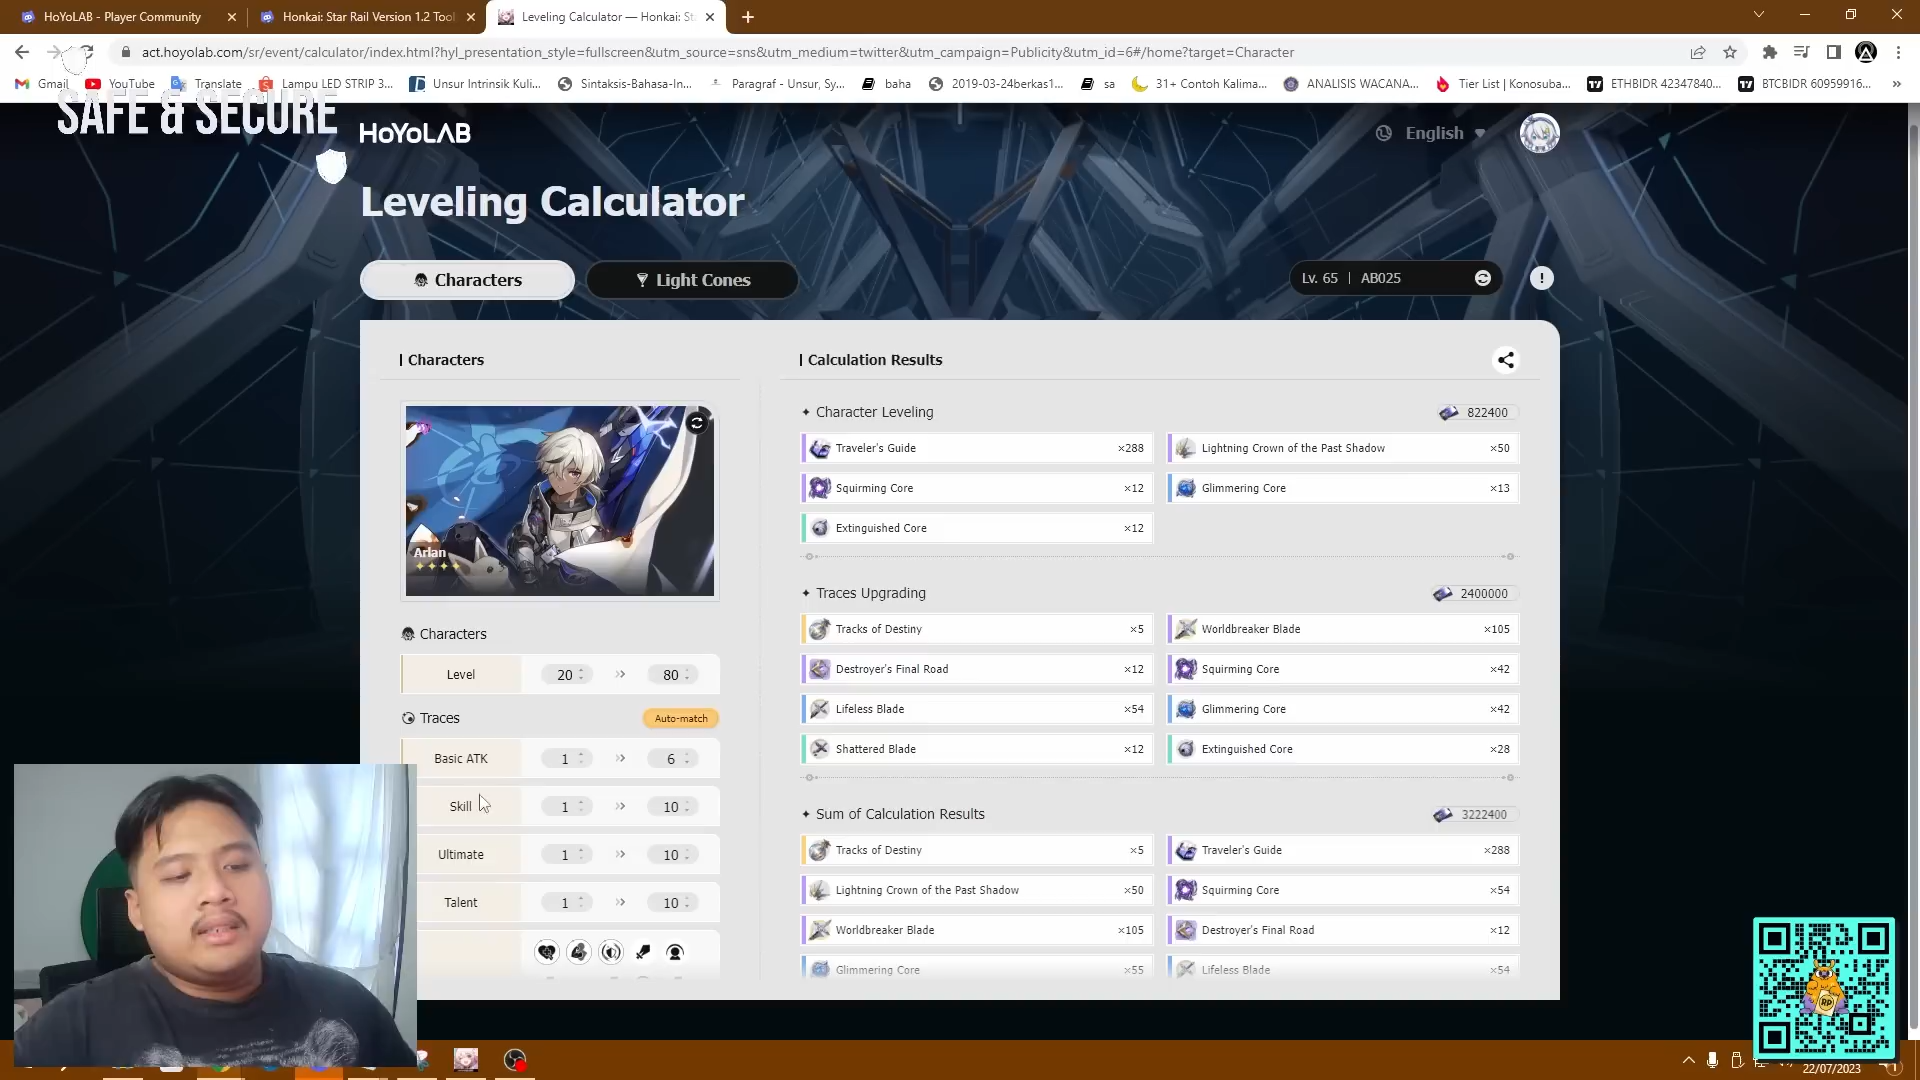 HoYoLAB - Player Community
Honkai: Star Rail Version 1.2 Tool
Leveling Calculator — Honkai: St
act.hoyolab.com/sr/event/calculator/index.html?hyl_presentation_style=fullscreen&utm_source=sns&utm_medium=twitter&utm_campaign=Publicity&utm_id=6#/home?target=Character
Gmail YouTube Translate Lampu LED STRIP 3... Unsur Intrinsik Kuli... Sintaksis-Bahasa-In... Paragraf - Unsur, Sy... baha 2019-03-24berkas1... sa 31+ Contoh Kalima... ANALISIS WACANA... Tier List | Konosuba... ETHBIDR 42347840... BTCBIDR 60959916... »
SAFE & SECURE
HoYoLAB
English
Leveling Calculator
Characters
Light Cones
Lv. 65 | AB025
Characters
Arlan
Characters
Level 20 80
Traces Auto-match
Basic ATK 1 6
Skill 1 10
Ultimate 1 10
Talent 1 10
Calculation Results
Character Leveling 822400
Traveler's Guide ×288
Lightning Crown of the Past Shadow ×50
Squirming Core ×12
Glimmering Core ×13
Extinguished Core ×12
Traces Upgrading 2400000
Tracks of Destiny ×5
Worldbreaker Blade ×105
Destroyer's Final Road ×12
Squirming Core ×42
Lifeless Blade ×54
Glimmering Core ×42
Shattered Blade ×12
Extinguished Core ×28
Sum of Calculation Results 3222400
Tracks of Destiny ×5
Traveler's Guide ×288
Lightning Crown of the Past Shadow ×50
Squirming Core ×54
Worldbreaker Blade ×105
Destroyer's Final Road ×12
Glimmering Core ×55
Lifeless Blade ×54
RP
22/07/2023